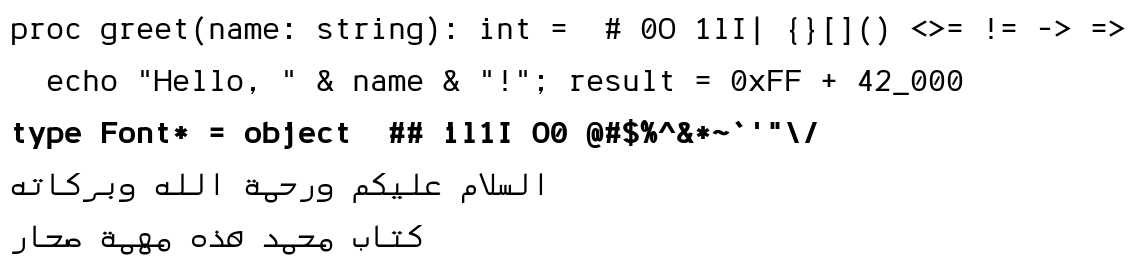 proc greet(name: string): int =  # 0O 1lI| {}[]() <>= != -> =>
  echo "Hello, " & name & "!"; result = 0xFF + 42_000
type Font* = object  ## i1lI O0 @#$%^&*~`'"\/
السلام عليكم ورحمة الله وبركاته
كتاب محمد هذه مهمة صحار